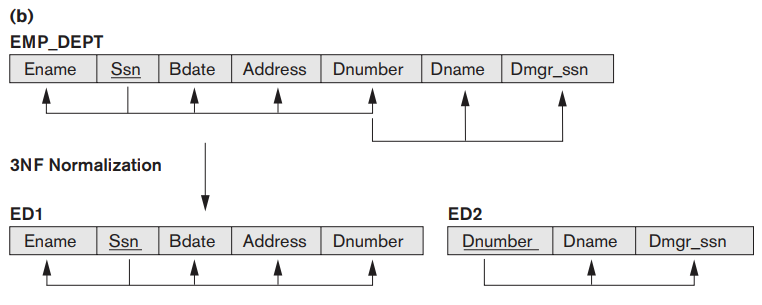 (b)
EMP_DEPT
Ename Ssn Bdate Address Dnumber Dname Dmgr_ssn
3NF Normalization
ED1
Ename Ssn Bdate Address Dnumber
ED2
Dnumber Dname Dmgr_ssn